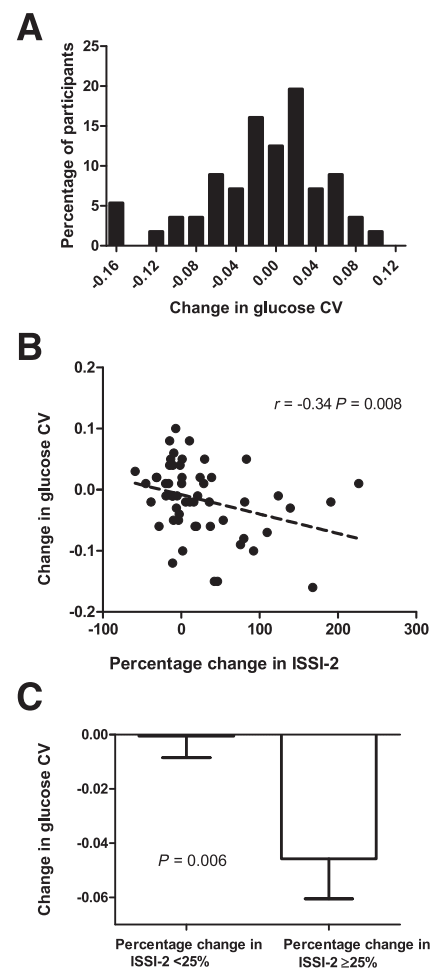 A
Percentage of participants
25
20
15
10
5
0
-0.16 -0.12 -0.08 -0.04 0.00 0.04 0.08 0.12
Change in glucose CV
B
Change in glucose CV
0.2
0.1
0.0
-0.1
-0.2
r = -0.34 P = 0.008
-100 0 100 200 300
Percentage change in ISSI-2
C
Change in glucose CV
0.00
-0.02
-0.04
-0.06
P = 0.006
Percentage change in
ISSI-2 <25%
Percentage change in
ISSI-2 ≥25%